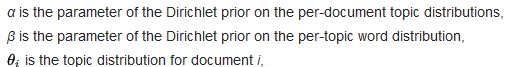 α is the parameter of the Dirichlet prior on the per-document topic distributions,
β is the parameter of the Dirichlet prior on the per-topic word distribution,
θᵢ is the topic distribution for document i,